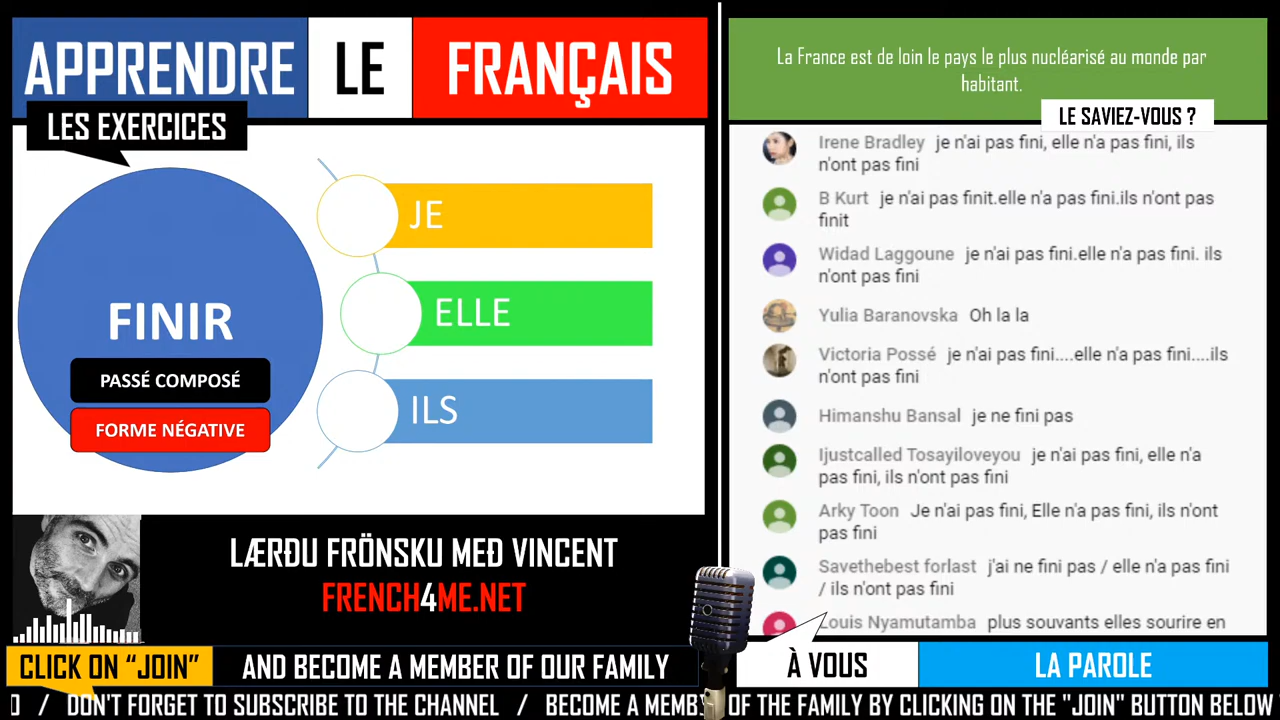 APPRENDRE LE FRANÇAIS
LES EXERCICES
FINIR
PASSÉ COMPOSÉ
FORME NÉGATIVE
JE
ELLE
ILS
LÆRÐU FRÖNSKU MEÐ VINCENT
FRENCH4ME.NET
La France est de loin le pays le plus nucléarisé au monde par
habitant.
LE SAVIEZ-VOUS ?
Irene Bradley je n'ai pas fini, elle n'a pas fini, ils
n'ont pas fini
B Kurt je n'ai pas finit.elle n'a pas fini.ils n'ont pas
finit
Widad Laggoune je n'ai pas fini.elle n'a pas fini. ils
n'ont pas fini
Yulia Baranovska Oh la la
Victoria Possé je n'ai pas fini....elle n'a pas fini....ils
n'ont pas fini
Himanshu Bansal je ne fini pas
Ijustcalled Tosayiloveyou je n'ai pas fini, elle n'a
pas fini, ils n'ont pas fini
Arky Toon Je n'ai pas fini, Elle n'a pas fini, ils n'ont
pas fini
Savethebest forlast j'ai ne fini pas / elle n'a pas fini
/ ils n'ont pas fini
Louis Nyamutamba plus souvants elles sourire en
À VOUS LA PAROLE
CLICK ON “JOIN” AND BECOME A MEMBER OF OUR FAMILY
/ DON'T FORGET TO SUBSCRIBE TO THE CHANNEL / BECOME A MEMB OF THE FAMILY BY CLICKING ON THE "JOIN" BUTTON BELOW